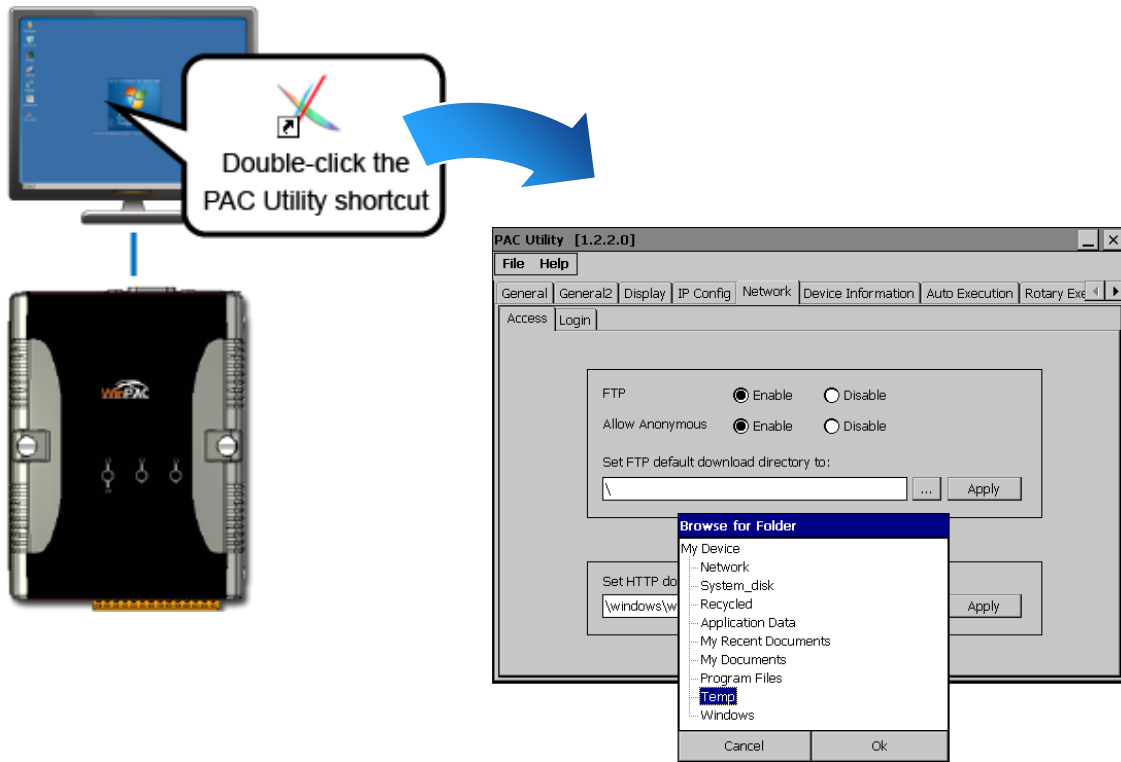 Double-click the
PAC Utility shortcut
WinPAC
PAC Utility [1.2.2.0]
File Help
General General2 Display IP Config Network Device Information Auto Execution Rotary Exe
Access Login
FTP Enable Disable
Allow Anonymous Enable Disable
Set FTP default download directory to:
\ ... Apply
Browse for Folder
My Device
Network
System_disk
Recycled
Application Data
My Recent Documents
My Documents
Program Files
Temp
Windows
Cancel Ok
Set HTTP do
\windows\w Apply